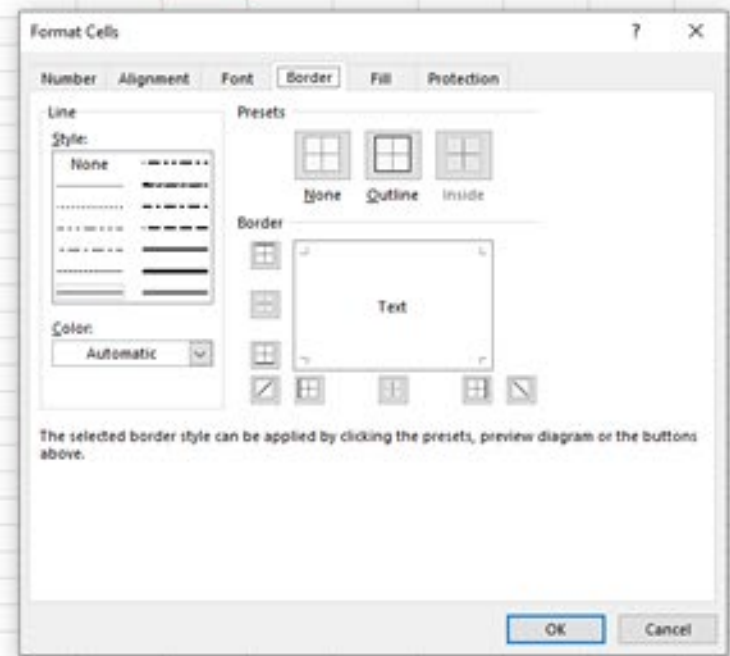 Format Cells ? ×
Number Alignment Font Border Fill Protection
Line
Style:
None
Color:
Automatic
Presets
None Outline Inside
Border
Text
The selected border style can be applied by clicking the presets, preview diagram or the buttons
above.
OK Cancel